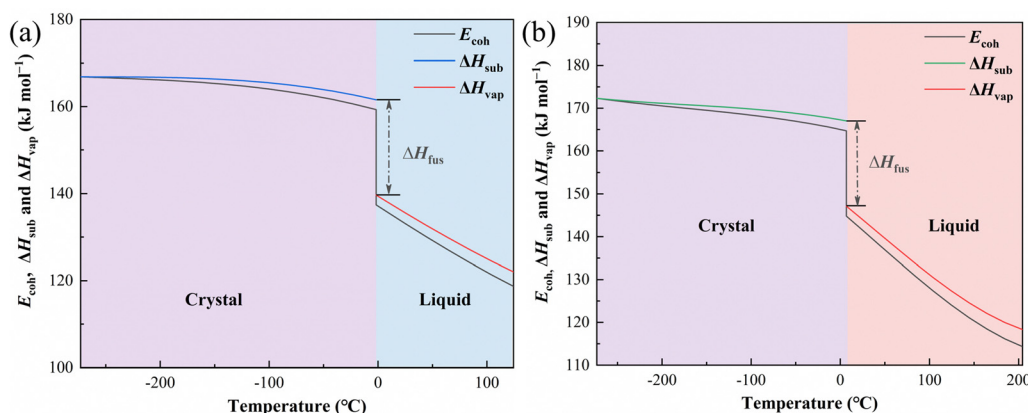 (a)
180
160
140
120
100
E_coh, ΔH_sub and ΔH_vap (kJ mol⁻¹)
E_coh
ΔH_sub
ΔH_vap
ΔH_fus
Crystal
Liquid
-200
-100
0
100
Temperature (°C)
(b)
190
180
170
160
150
140
130
120
110
E_coh, ΔH_sub and ΔH_vap (kJ mol⁻¹)
E_coh
ΔH_sub
ΔH_vap
ΔH_fus
Crystal
Liquid
-200
-100
0
100
200
Temperature (°C)